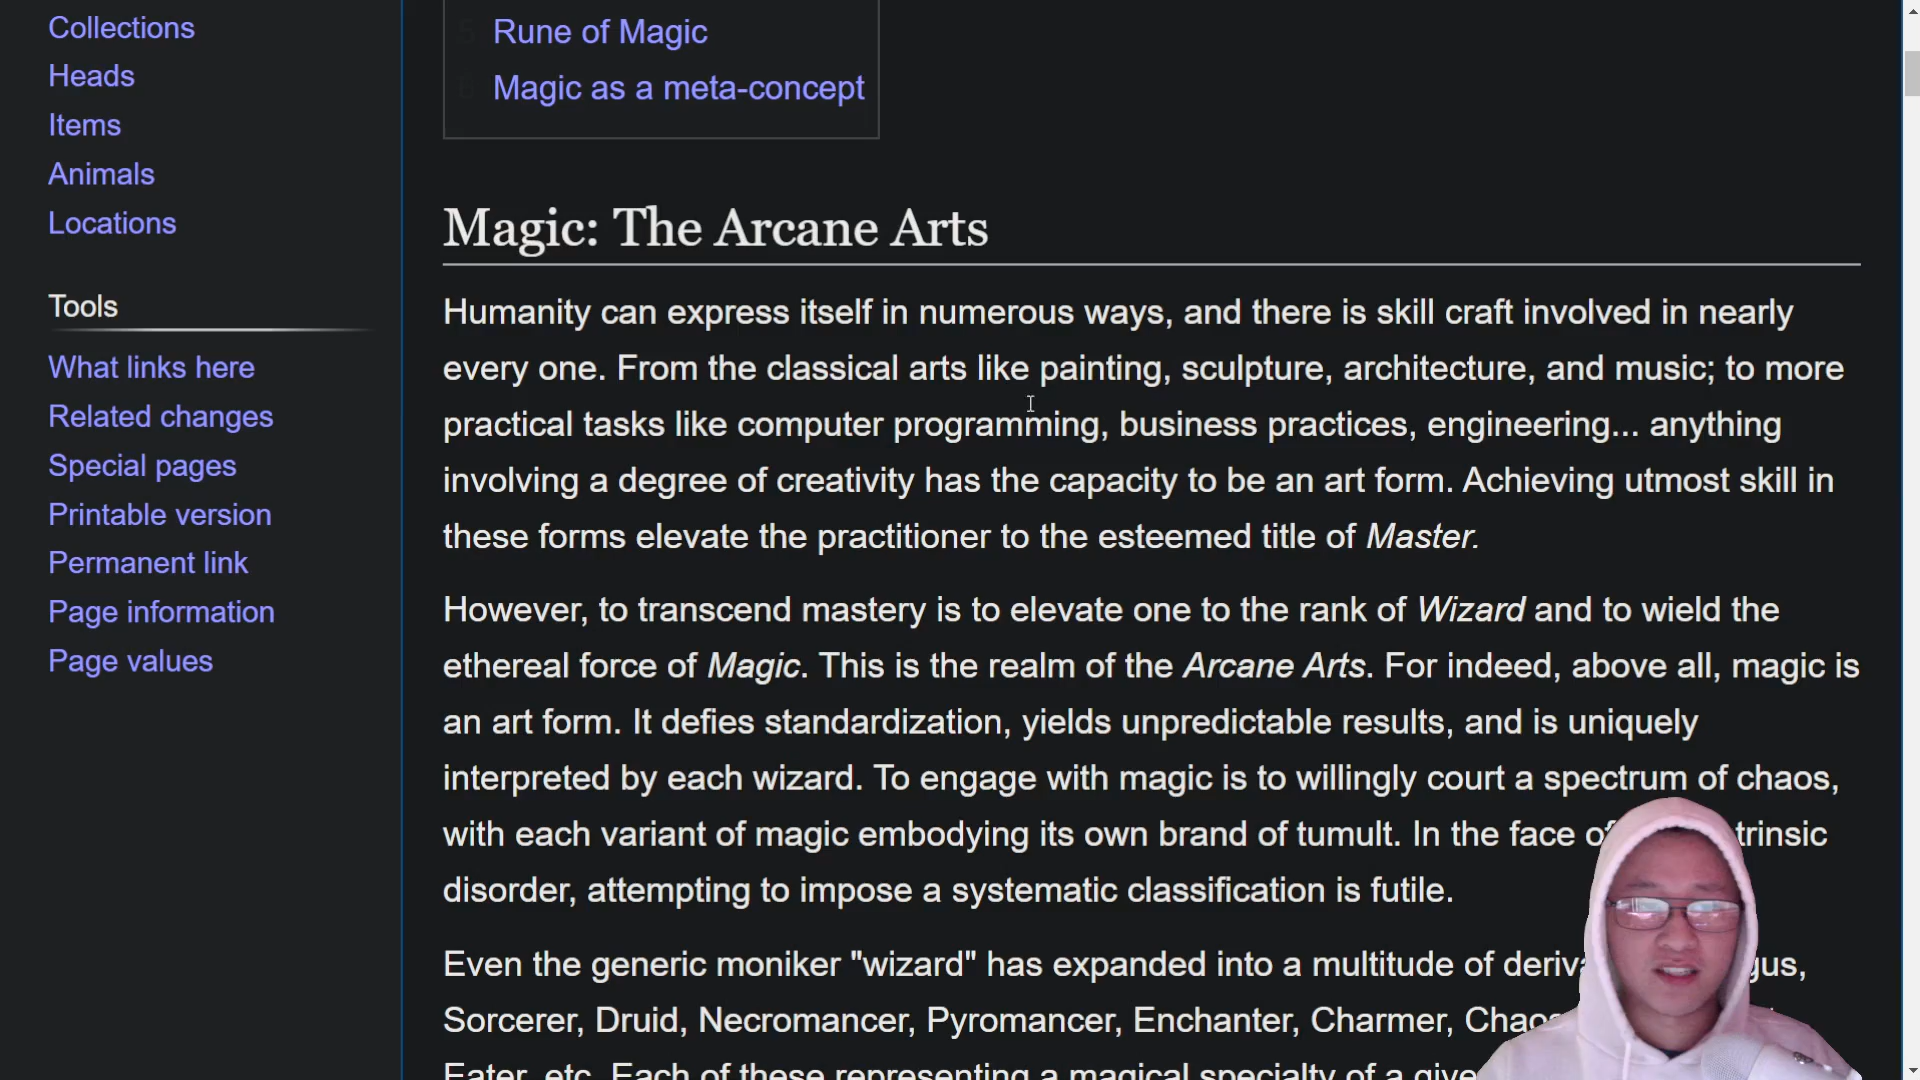 Collections
Heads
Items
Animals
Locations
Tools
What links here
Related changes
Special pages
Printable version
Permanent link
Page information
Page values
5 Rune of Magic
6 Magic as a meta-concept
Magic: The Arcane Arts
Humanity can express itself in numerous ways, and there is skill craft involved in nearly
every one. From the classical arts like painting, sculpture, architecture, and music; to more
practical tasks like computer programming, business practices, engineering... anything
involving a degree of creativity has the capacity to be an art form. Achieving utmost skill in
these forms elevate the practitioner to the esteemed title of Master.
However, to transcend mastery is to elevate one to the rank of Wizard and to wield the
ethereal force of Magic. This is the realm of the Arcane Arts. For indeed, above all, magic is
an art form. It defies standardization, yields unpredictable results, and is uniquely
interpreted by each wizard. To engage with magic is to willingly court a spectrum of chaos,
with each variant of magic embodying its own brand of tumult. In the face of
disorder, attempting to impose a systematic classification is futile.
Even the generic moniker "wizard" has expanded into a multitude of
Sorcerer, Druid, Necromancer, Pyromancer, Enchanter, Charmer,
Eater, etc. Each of these representing a magical specialty of a